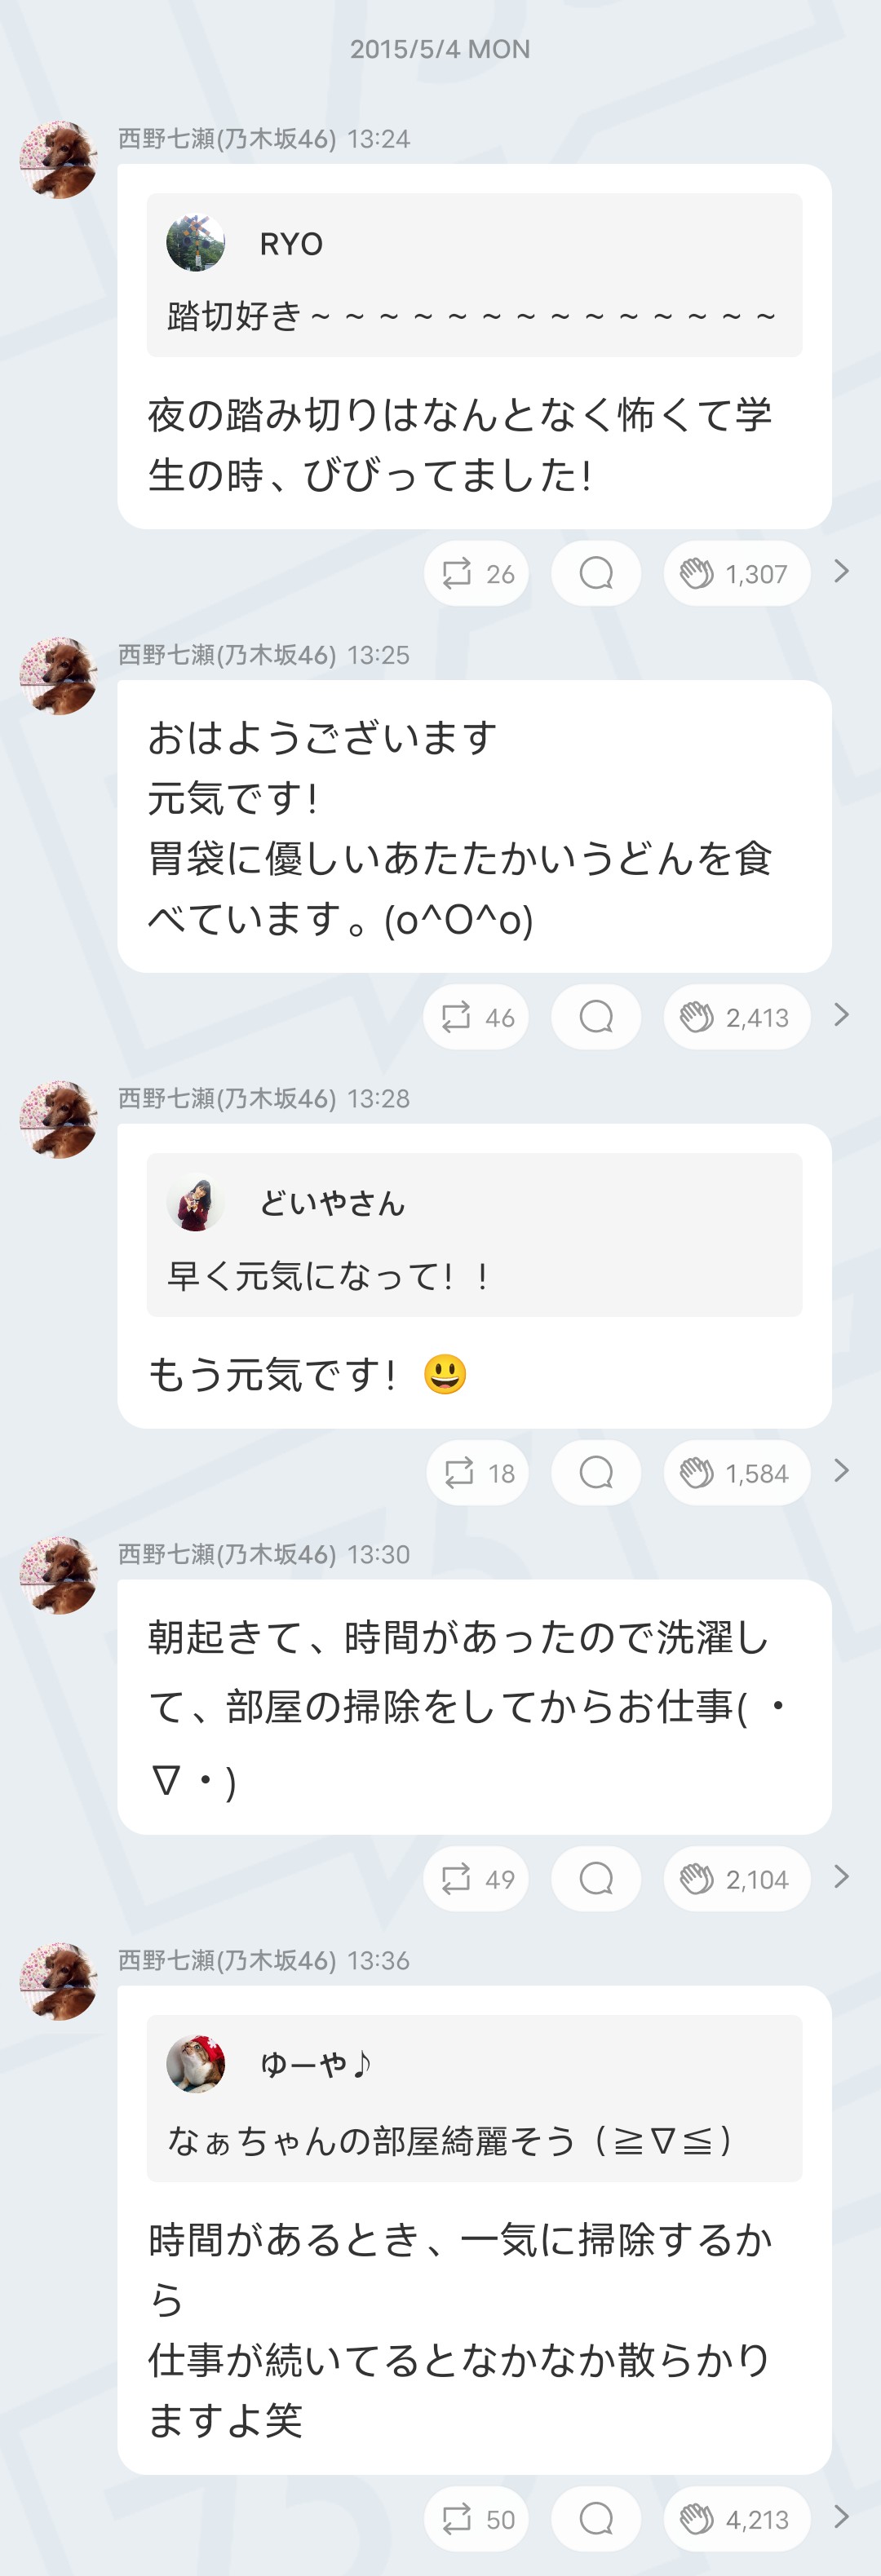 2015/5/4 MON
西野七瀬(乃木坂46) 13:24
RYO
踏切好き~~~~~~~~~~~~~~
夜の踏み切りはなんとなく怖くて学
生の時、びびってました!
26
1,307
西野七瀬(乃木坂46) 13:25
おはようございます
元気です!
胃袋に優しいあたたかいうどんを食
べています。(o^O^o)
46
2,413
西野七瀬(乃木坂46) 13:28
どいやさん
早く元気になって!!
もう元気です! 😃
18
1,584
西野七瀬(乃木坂46) 13:30
朝起きて、時間があったので洗濯し
て、部屋の掃除をしてからお仕事( ・
∇・)
49
2,104
西野七瀬(乃木坂46) 13:36
ゆーや♪
なぁちゃんの部屋綺麗そう（≧∇≦）
時間があるとき、一気に掃除するか
ら
仕事が続いてるとなかなか散らかり
ますよ笑
50
4,213